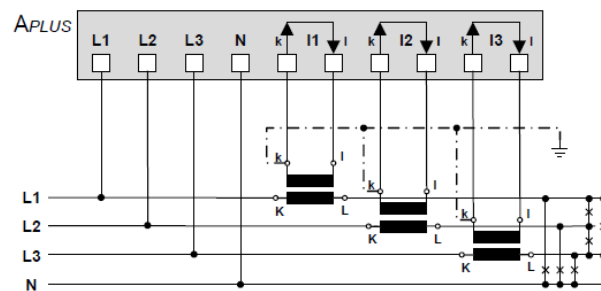 APLUS L1 L2 L3 N k I1 l k I2 l k I3 l
k l
k l
L1 K L k l
L2 K L
L3 K L
N